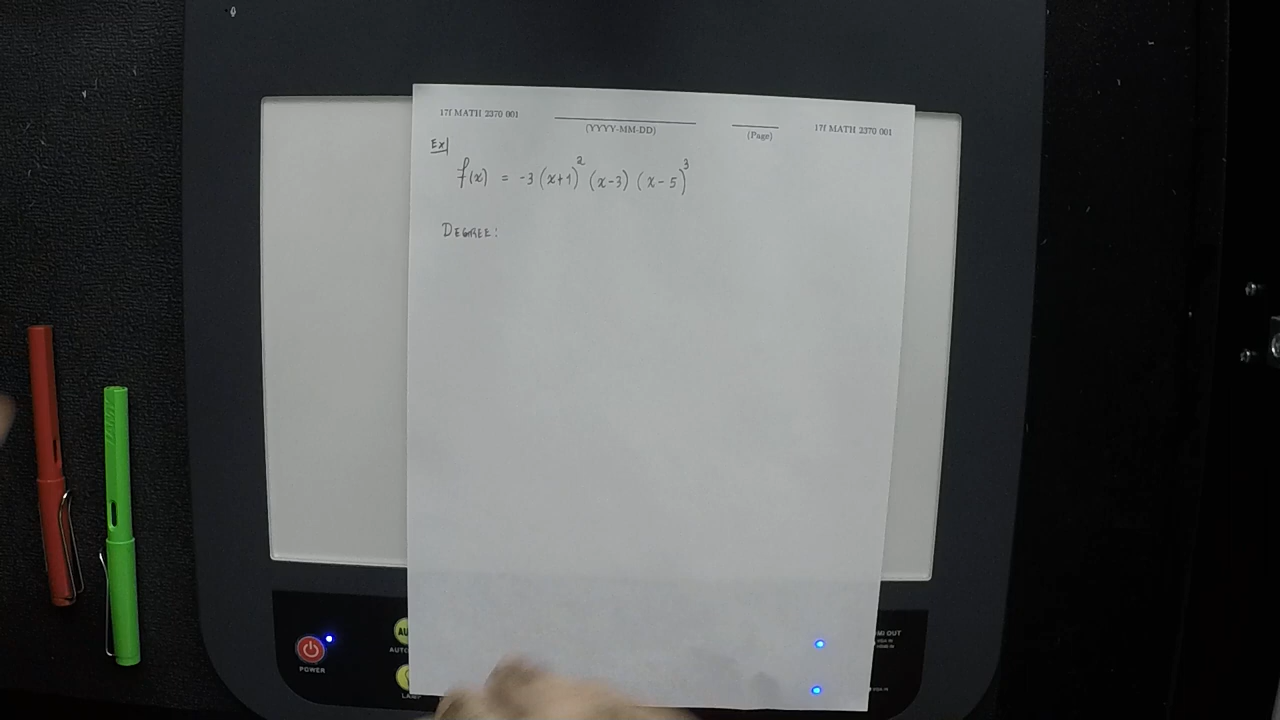 17f MATH 2370 001
(YYYY-MM-DD)
(Page)
17f MATH 2370 001
Ex|
f(x) = -3 (x+1)² (x-3) (x-5)³
DEGREE:
POWER